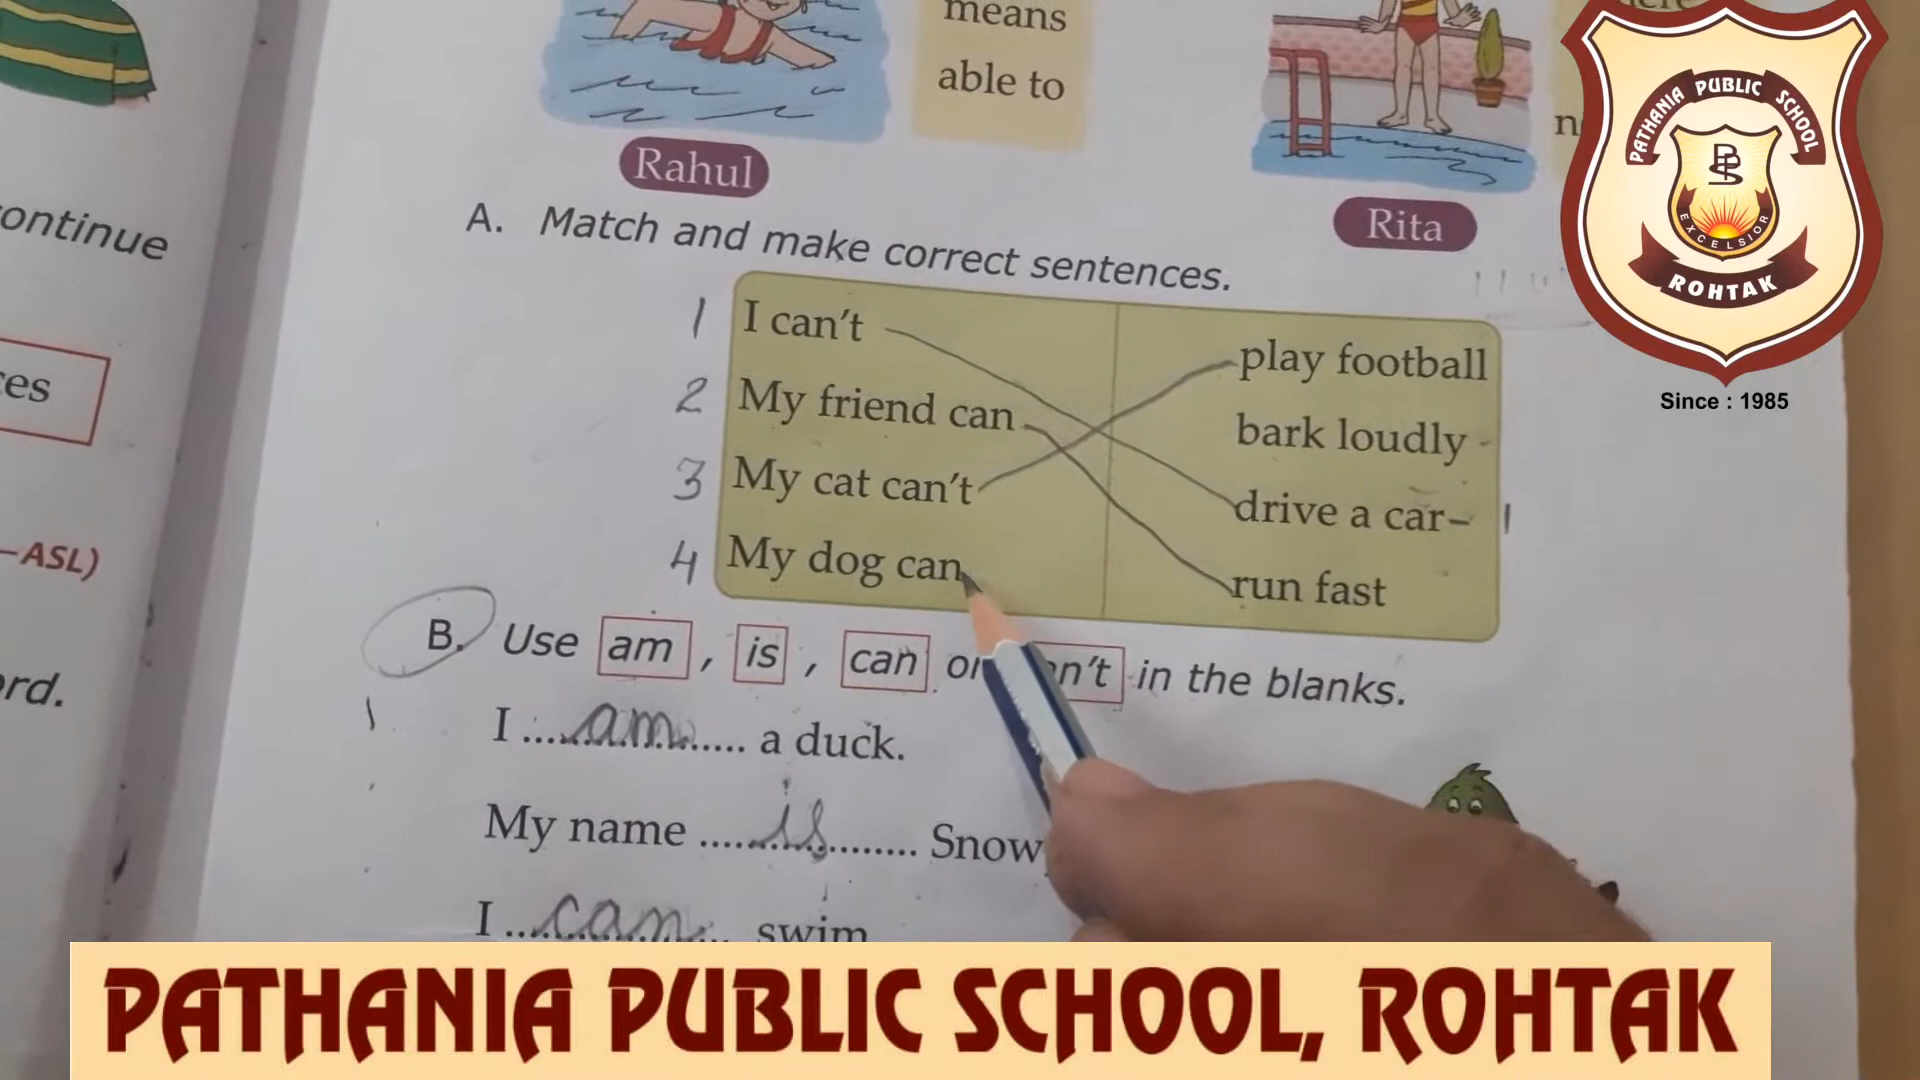 means
able to
Rahul
Rita
PATHANIA PUBLIC SCHOOL
PBS
EXCELSIOR
ROHTAK
Since : 1985
ontinue
es
–ASL)
rd.
A. Match and make correct sentences.
1 I can't
play football
2 My friend can
bark loudly -
3 My cat can't
drive a car– 1
4 My dog can
run fast
B. Use am , is , can or n't in the blanks.
1 I ...am... a duck.
My name ...is... Snow
I ...can... swim
PATHANIA PUBLIC SCHOOL, ROHTAK